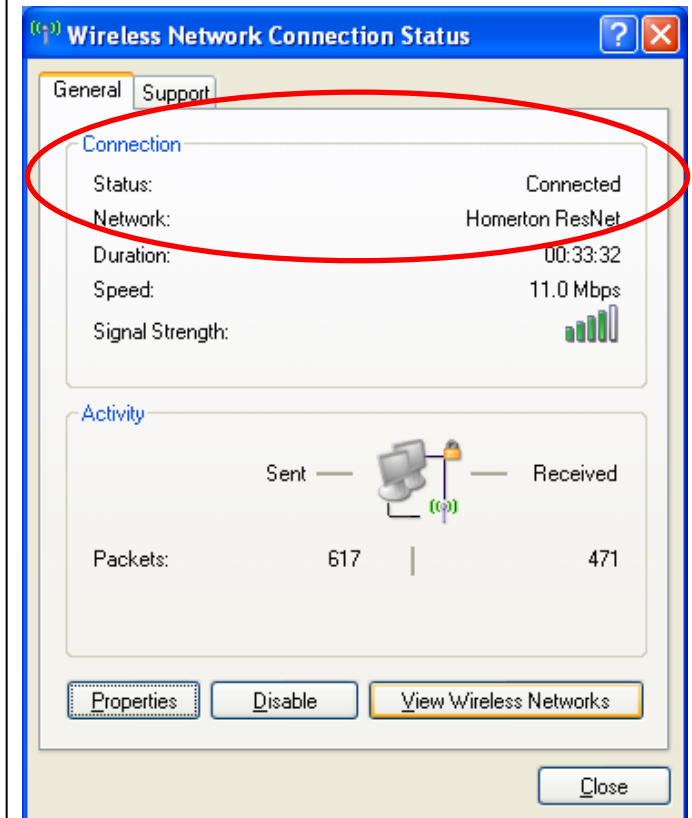 Wireless Network Connection Status
General Support
Connection
Status: Connected
Network: Homerton ResNet
Duration: 00:33:32
Speed: 11.0 Mbps
Signal Strength:
Activity
Sent Received
Packets: 617 471
Properties Disable View Wireless Networks
Close